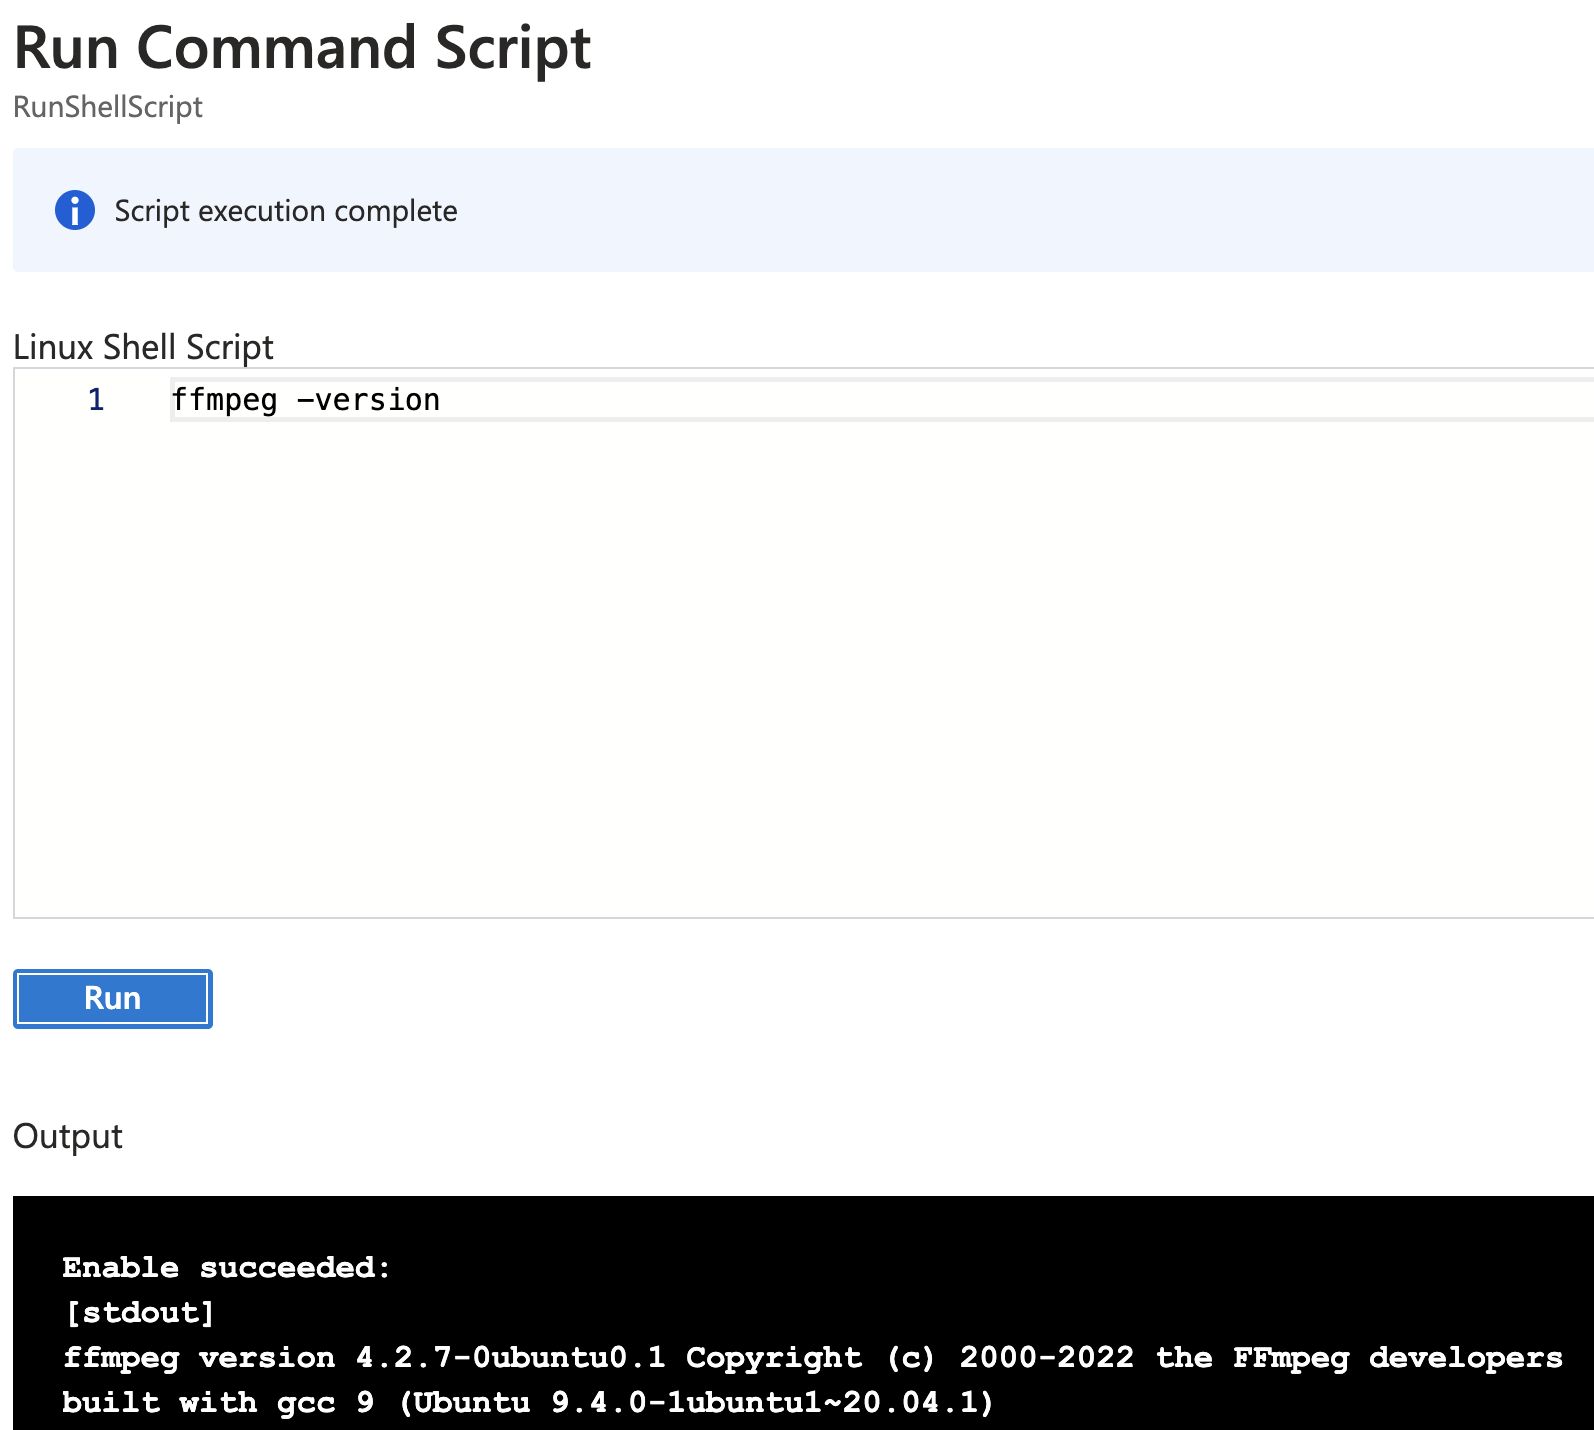 Run Command Script
RunShellScript
Script execution complete
Linux Shell Script
1 ffmpeg -version
Run
Output
Enable succeeded:
[stdout]
ffmpeg version 4.2.7-0ubuntu0.1 Copyright (c) 2000-2022 the FFmpeg developers
built with gcc 9 (Ubuntu 9.4.0-1ubuntu1~20.04.1)